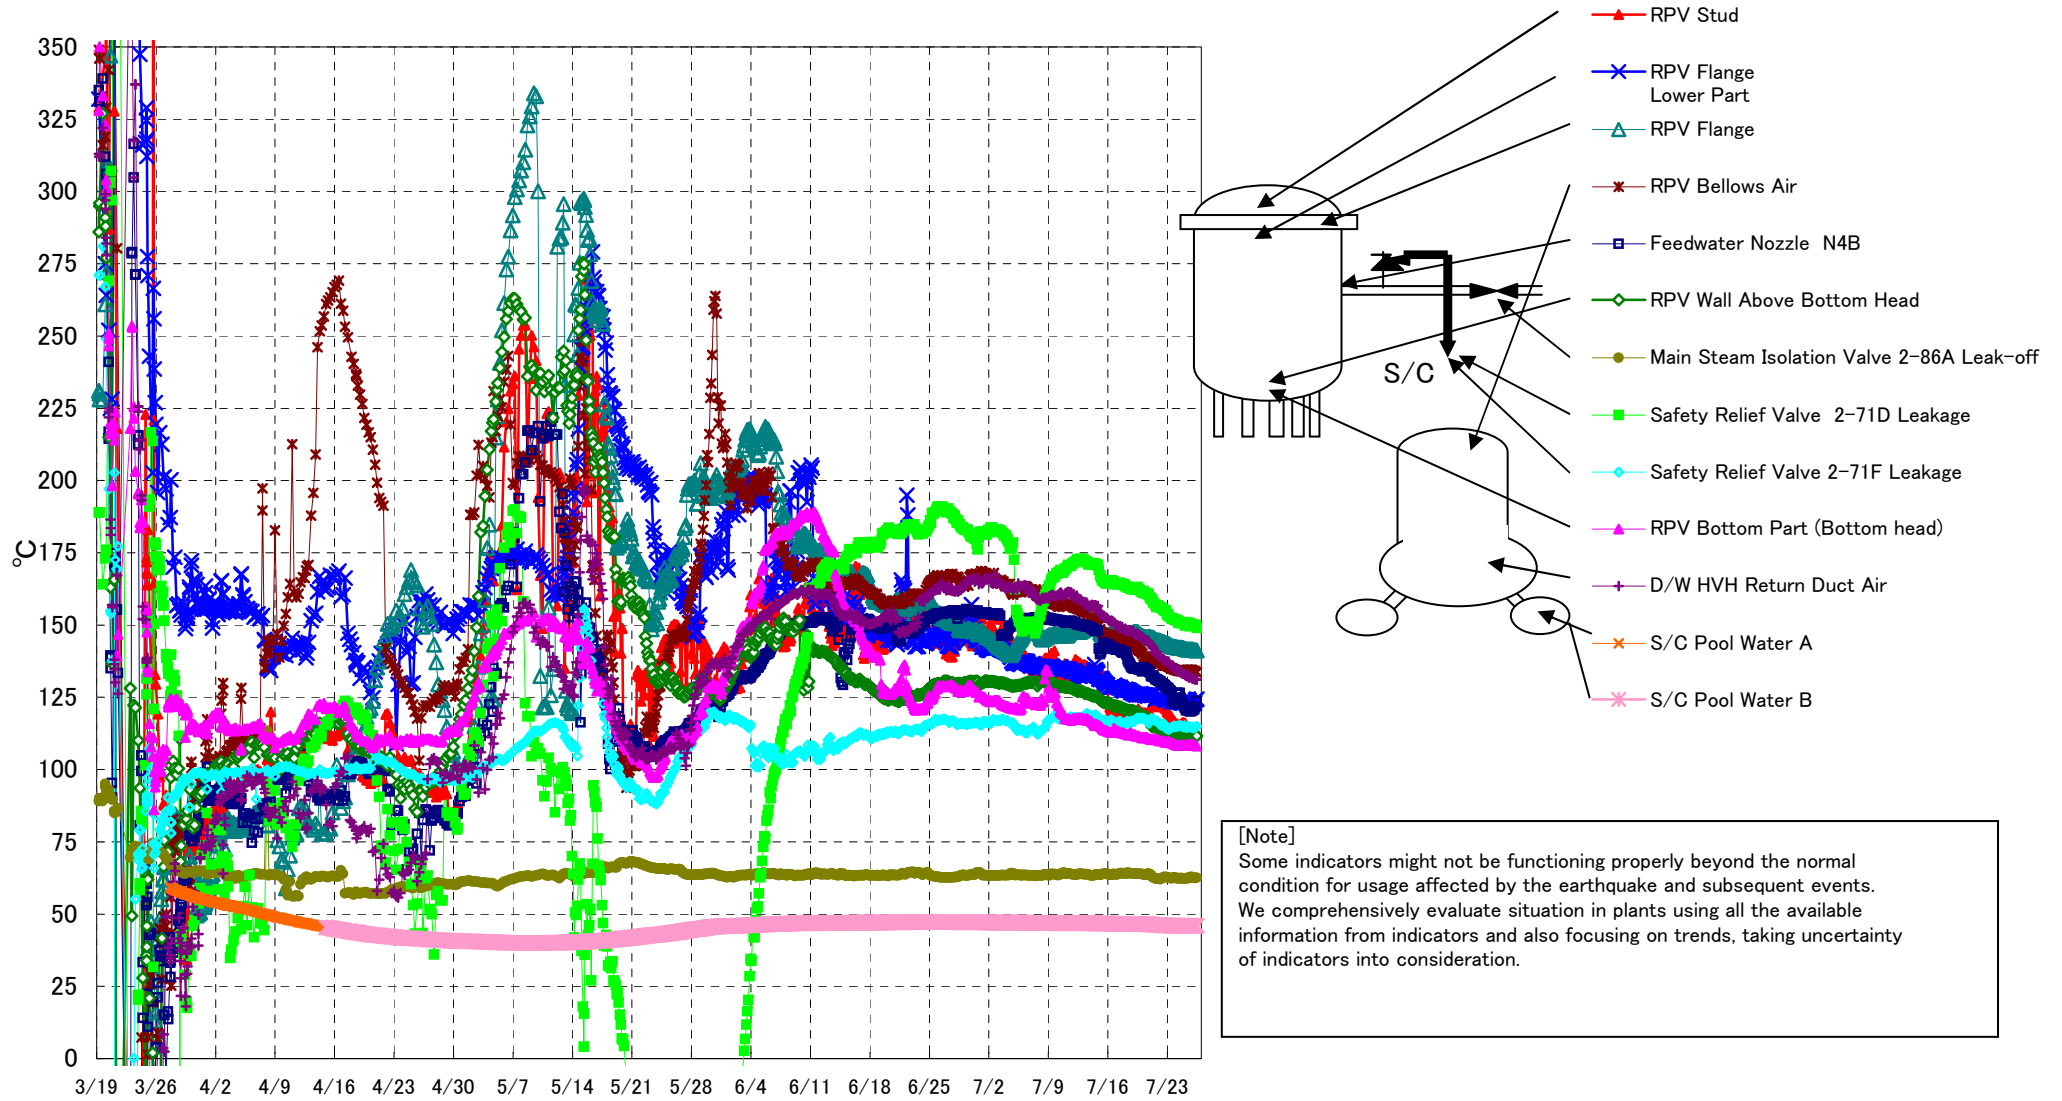 350
325
300
275
250
225
200
175
150
125
100
75
50
25
0
℃
3/19 3/26 4/2 4/9 4/16 4/23 4/30 5/7 5/14 5/21 5/28 6/4 6/11 6/18 6/25 7/2 7/9 7/16 7/23
RPV Stud
RPV Flange
Lower Part
RPV Flange
RPV Bellows Air
Feedwater Nozzle N4B
RPV Wall Above Bottom Head
Main Steam Isolation Valve 2-86A Leak-off
Safety Relief Valve 2-71D Leakage
Safety Relief Valve 2-71F Leakage
RPV Bottom Part (Bottom head)
D/W HVH Return Duct Air
S/C Pool Water A
S/C Pool Water B
S/C
[Note]
Some indicators might not be functioning properly beyond the normal
condition for usage affected by the earthquake and subsequent events.
We comprehensively evaluate situation in plants using all the available
information from indicators and also focusing on trends, taking uncertainty
of indicators into consideration.